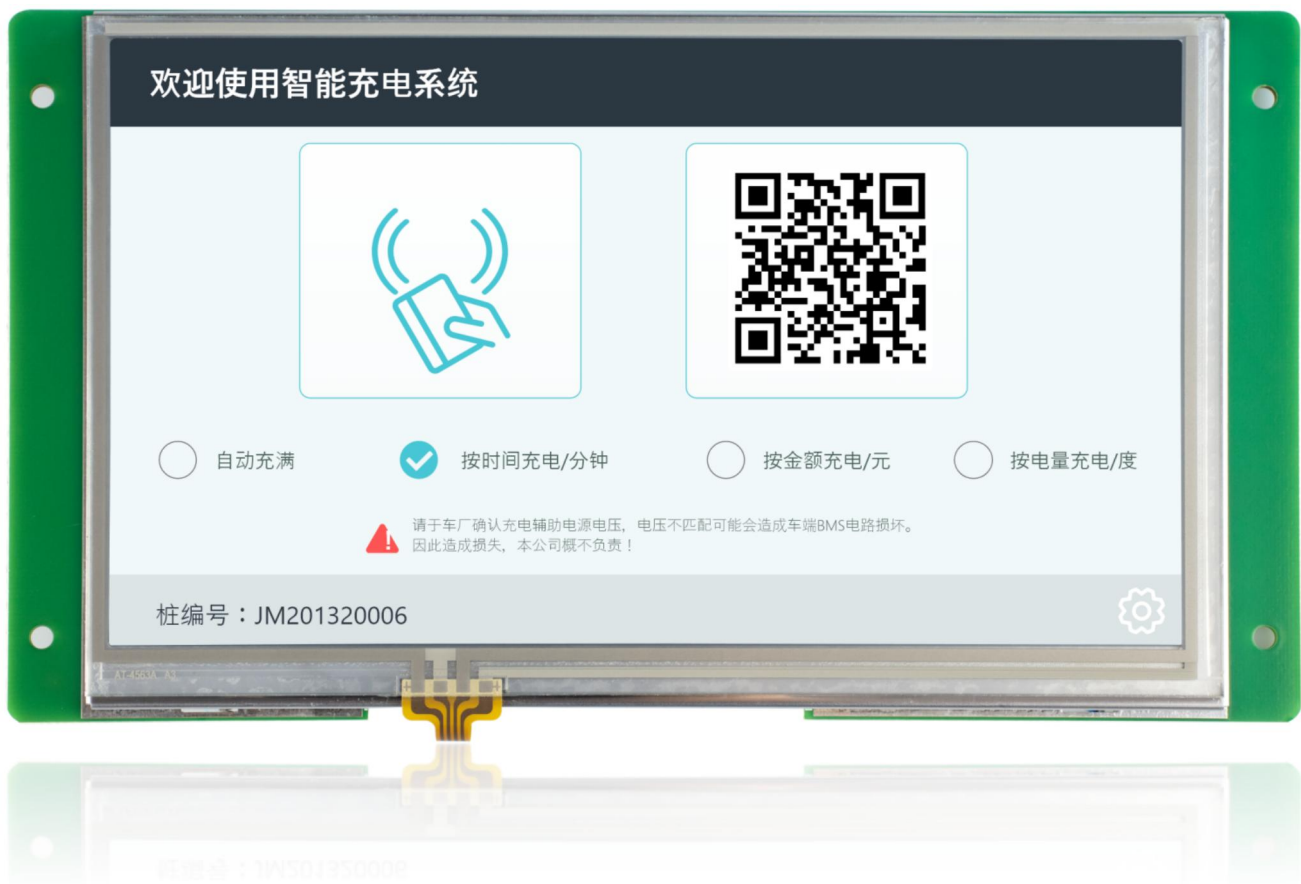 欢迎使用智能充电系统
自动充满
按时间充电/分钟
按金额充电/元
按电量充电/度
请于车厂确认充电辅助电源电压，电压不匹配可能会造成车端BMS电路损坏。
因此造成损失，本公司概不负责！
桩编号：JM201320006